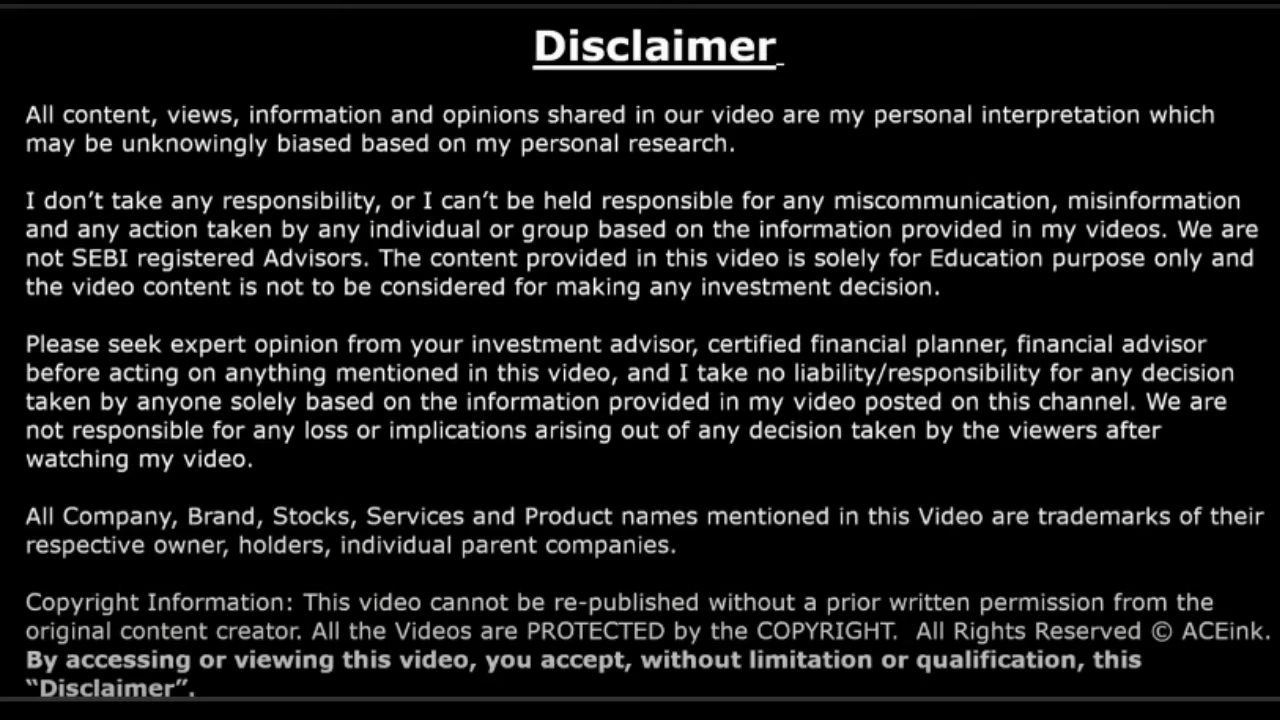 Disclaimer
All content, views, information and opinions shared in our video are my personal interpretation which
may be unknowingly biased based on my personal research.
I don’t take any responsibility, or I can’t be held responsible for any miscommunication, misinformation
and any action taken by any individual or group based on the information provided in my videos. We are
not SEBI registered Advisors. The content provided in this video is solely for Education purpose only and
the video content is not to be considered for making any investment decision.
Please seek expert opinion from your investment advisor, certified financial planner, financial advisor
before acting on anything mentioned in this video, and I take no liability/responsibility for any decision
taken by anyone solely based on the information provided in my video posted on this channel. We are
not responsible for any loss or implications arising out of any decision taken by the viewers after
watching my video.
All Company, Brand, Stocks, Services and Product names mentioned in this Video are trademarks of their
respective owner, holders, individual parent companies.
Copyright Information: This video cannot be re-published without a prior written permission from the
original content creator. All the Videos are PROTECTED by the COPYRIGHT.  All Rights Reserved © ACEink.
By accessing or viewing this video, you accept, without limitation or qualification, this
“Disclaimer”.